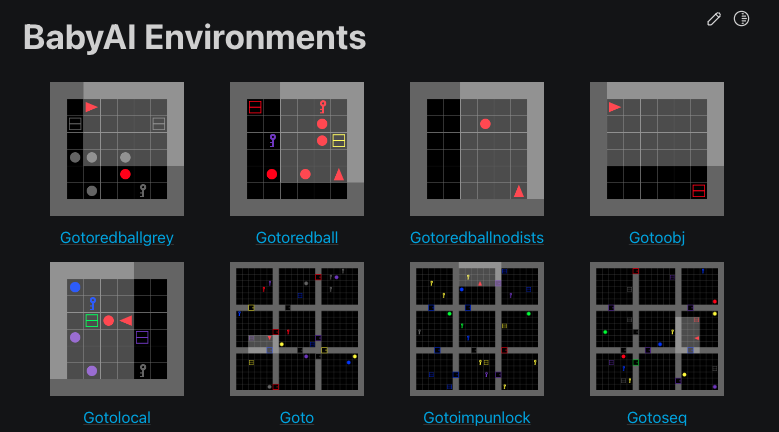 BabyAI Environments
Gotoredballgrey
Gotoredball
Gotoredballnodists
Gotoobj
Gotolocal
Goto
Gotoimpunlock
Gotoseq